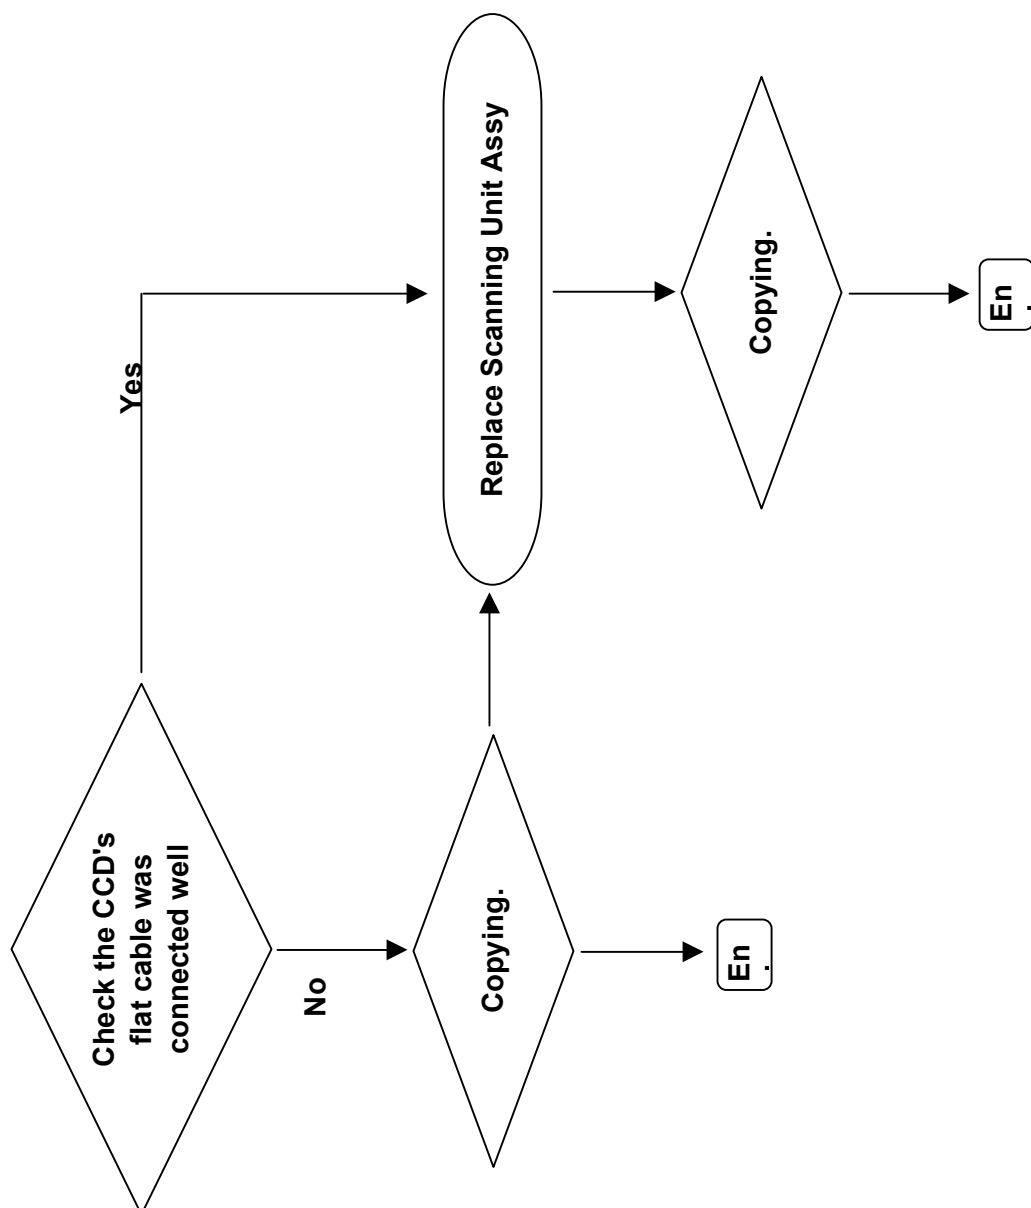 Check the CCD's
flat cable was
connected well
Yes
No
Copying.
En
Replace Scanning Unit Assy
Copying.
En